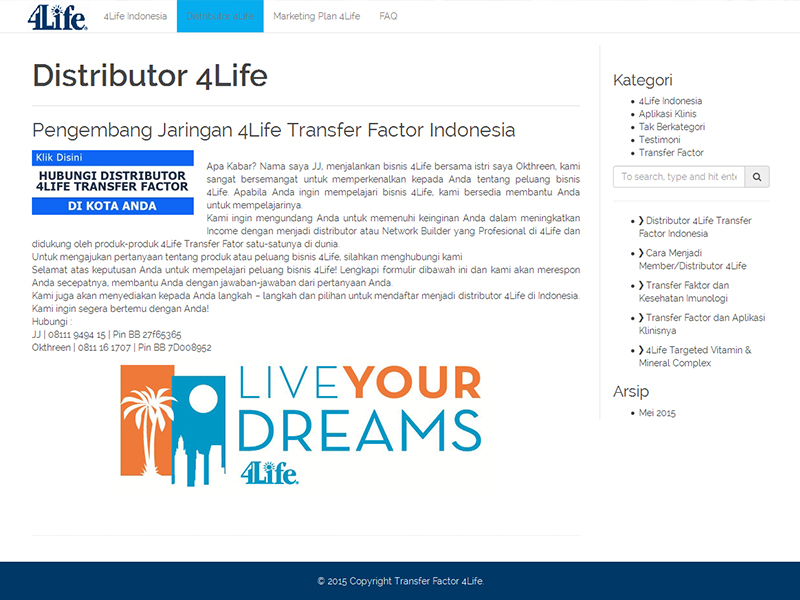 4Life
4Life Indonesia
Distributor 4Life
Marketing Plan 4Life
FAQ
Distributor 4Life
Pengembang Jaringan 4Life Transfer Factor Indonesia
Klik Disini
HUBUNGI DISTRIBUTOR
4LIFE TRANSFER FACTOR
DI KOTA ANDA
Apa Kabar? Nama saya JJ, menjalankan bisnis 4Life bersama istri saya Okthreen, kami
sangat bersemangat untuk memperkenalkan kepada Anda tentang peluang bisnis
4Life. Apabila Anda ingin mempelajari bisnis 4Life, kami bersedia membantu Anda
untuk mempelajarinya.
Kami ingin mengundang Anda untuk memenuhi keinginan Anda dalam meningkatkan
Income dengan menjadi distributor atau Network Builder yang Profesional di 4Life dan
didukung oleh produk-produk 4Life Transfer Fator satu-satunya di dunia.
Untuk mengajukan pertanyaan tentang produk atau peluang bisnis 4Life, silahkan menghubungi kami
Selamat atas keputusan Anda untuk mempelajari peluang bisnis 4Life! Lengkapi formulir dibawah ini dan kami akan merespon
Anda secepatnya, membantu Anda dengan jawaban-jawaban dari pertanyaan Anda.
Kami juga akan menyediakan kepada Anda langkah – langkah dan pilihan untuk mendaftar menjadi distributor 4Life di Indonesia.
Kami ingin segera bertemu dengan Anda!
Hubungi :
JJ | 08111 9494 15 | Pin BB 27f65365
Okthreen | 0811 16 1707 | Pin BB 7D008952
LIVE YOUR
DREAMS
4Life
Kategori
4Life Indonesia
Aplikasi Klinis
Tak Berkategori
Testimoni
Transfer Factor
To search, type and hit ente
❯ Distributor 4Life Transfer
Factor Indonesia
❯ Cara Menjadi
Member/Distributor 4Life
❯ Transfer Faktor dan
Kesehatan Imunologi
❯ Transfer Factor dan Aplikasi
Klinisnya
❯ 4Life Targeted Vitamin &
Mineral Complex
Arsip
Mei 2015
© 2015 Copyright Transfer Factor 4Life.